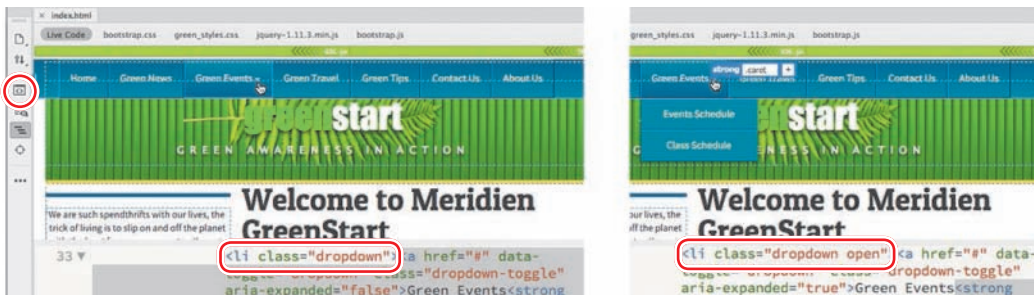 × index.html
Live Code bootstrap.css green_styles.css jquery-1.11.3.min.js bootstrap.js
Home Green News Green Events Green Travel Green Tips Contact Us About Us
greenstart
GREEN AWARENESS IN ACTION
Welcome to Meridien
GreenStart
We are such spendthrifts with our lives, the
trick of living is to slip on and off the planet
33 <li class="dropdown"><a href="#" data-
toggle="dropdown" class="dropdown-toggle"
aria-expanded="false">Green Events<strong
green_styles.css jquery-1.11.3.min.js bootstrap.js
strong .caret +
Green Events Green Travel Green Tips Contact Us About Us
Events Schedule
Class Schedule
start
GREEN AWARENESS IN ACTION
Welcome to Meridien
GreenStart
our lives, the
off the planet
<li class="dropdown open"><a href="#" data-
toggle="dropdown" class="dropdown-toggle"
aria-expanded="true">Green Events<strong